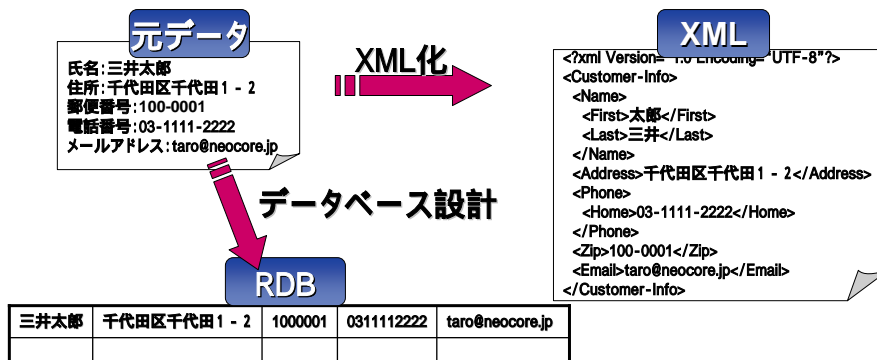 元データ
氏名:三井太郎
住所:千代田区千代田1 - 2
郵便番号:100-0001
電話番号:03-1111-2222
メールアドレス:taro@neocore.jp
XML化
データベース設計
XML
<?xml Version="1.0 Encoding="UTF-8"?>
<Customer-Info>
<Name>
<First>太郎</First>
<Last>三井</Last>
</Name>
<Address>千代田区千代田1 - 2</Address>
<Phone>
<Home>03-1111-2222</Home>
</Phone>
<Zip>100-0001</Zip>
<Email>taro@neocore.jp</Email>
</Customer-Info>
RDB
三井太郎 千代田区千代田1 - 2 1000001 0311112222 taro@neocore.jp